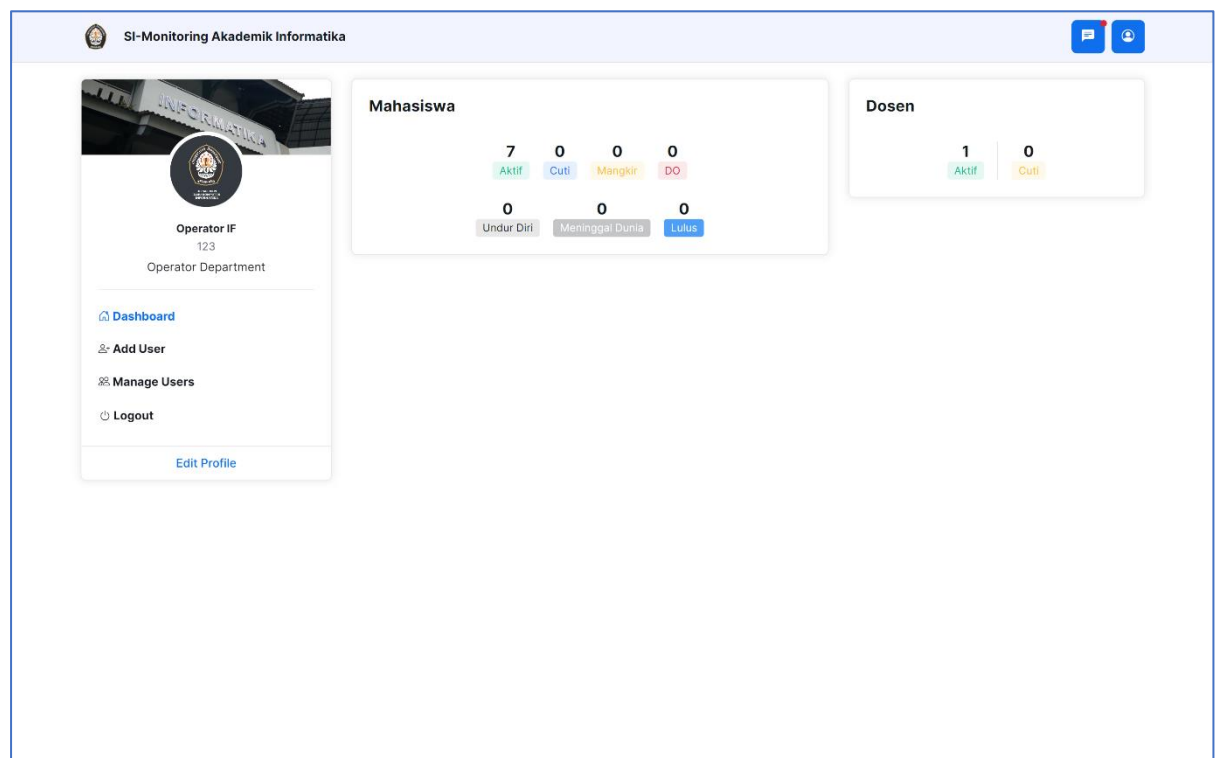 SI-Monitoring Akademik Informatika
INFORMATIKA
Operator IF
123
Operator Department
Dashboard
Add User
Manage Users
Logout
Edit Profile
Mahasiswa
7 0 0 0
Aktif Cuti Mangkir DO
0 0 0
Undur Diri Meninggal Dunia Lulus
Dosen
1 0
Aktif Cuti